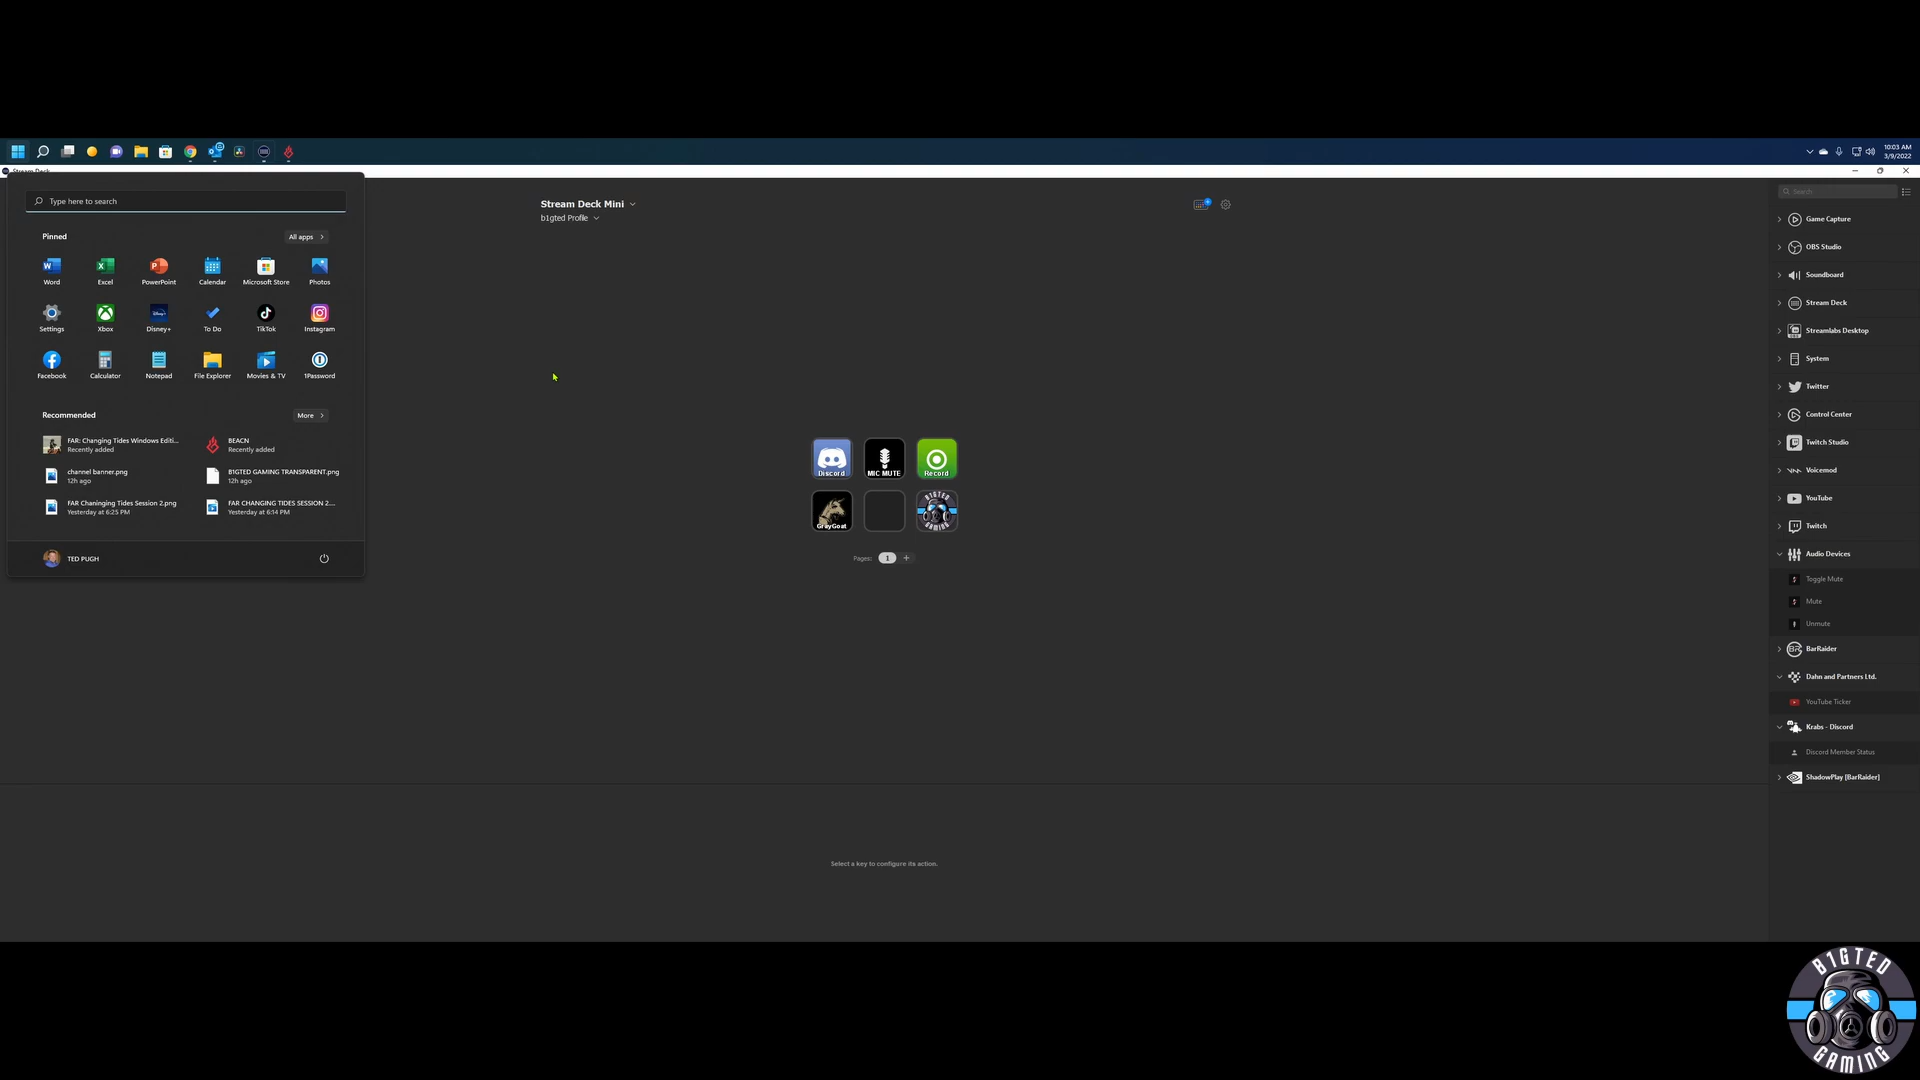 10:03 AM
3/9/2022
Stream Deck
Type here to search
Pinned
All apps
Word
Excel
PowerPoint
Calendar
Microsoft Store
Photos
Settings
Xbox
Disney+
To Do
TikTok
Instagram
Facebook
Calculator
Notepad
File Explorer
Movies & TV
1Password
Recommended
More
FAR: Changing Tides Windows Editi...
Recently added
BEACN
Recently added
channel banner.png
12h ago
B1GTED GAMING TRANSPARENT.png
12h ago
FAR Chaninging Tides Session 2.png
Yesterday at 6:25 PM
FAR CHANGING TIDES SESSION 2....
Yesterday at 6:14 PM
TED PUGH
Stream Deck Mini
b1gted Profile
Discord
MIC MUTE
Record
GrayGoat
B1GTED
GAMING
Pages:
1
+
Select a key to configure its action.
Search
Game Capture
OBS Studio
Soundboard
Stream Deck
Streamlabs Desktop
System
Twitter
Control Center
Twitch Studio
Voicemod
YouTube
Twitch
Audio Devices
Toggle Mute
Mute
Unmute
BarRaider
Dahn and Partners Ltd.
YouTube Ticker
Krabs - Discord
Discord Member Status
ShadowPlay [BarRaider]
B1GTED
GAMING